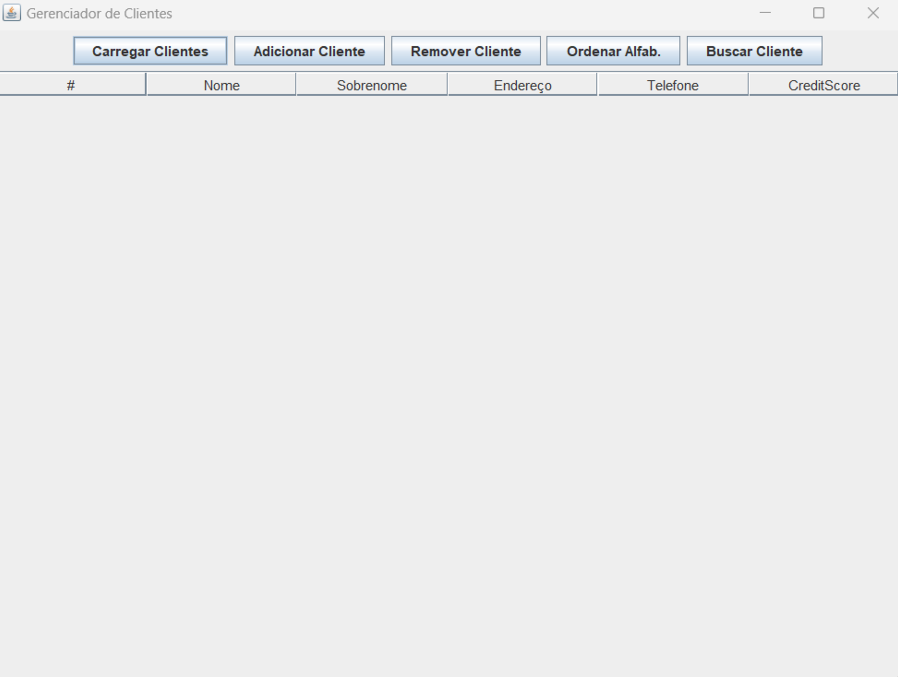 Gerenciador de Clientes
Carregar Clientes Adicionar Cliente Remover Cliente Ordenar Alfab. Buscar Cliente
# Nome Sobrenome Endereço Telefone CreditScore